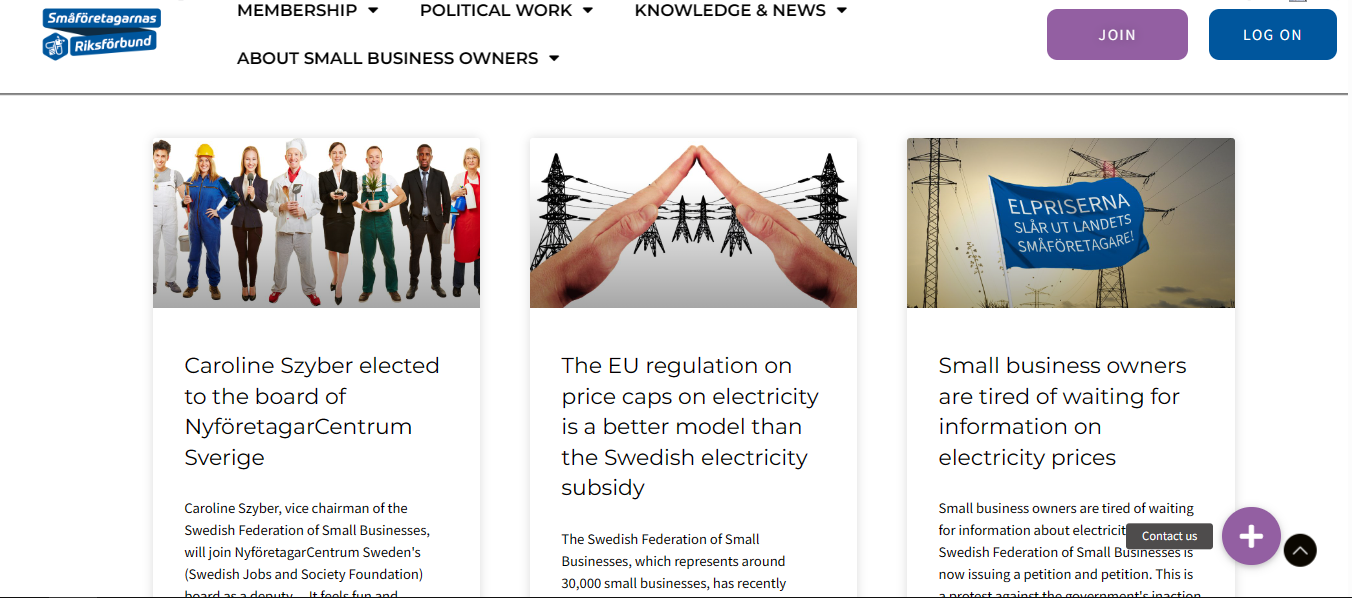 Småföretagarnas
Riksförbund
MEMBERSHIP
POLITICAL WORK
KNOWLEDGE & NEWS
ABOUT SMALL BUSINESS OWNERS
JOIN
LOG ON
ELPRISERNA
SLÅR UT LANDETS
SMÅFÖRETAGARE!
Caroline Szyber elected
to the board of
NyföretagarCentrum
Sverige
Caroline Szyber, vice chairman of the
Swedish Federation of Small Businesses,
will join NyföretagarCentrum Sweden's
(Swedish Jobs and Society Foundation)
board as a deputy. - It feels fun and
The EU regulation on
price caps on electricity
is a better model than
the Swedish electricity
subsidy
The Swedish Federation of Small
Businesses, which represents around
30,000 small businesses, has recently
Small business owners
are tired of waiting for
information on
electricity prices
Small business owners are tired of waiting
for information about electricit
Swedish Federation of Small Businesses is
now issuing a petition and petition. This is
a protest against the government's inaction
Contact us